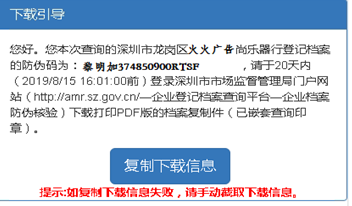 下载引导
您好。您本次查询的深圳市龙岗区火火广告尚乐器行登记档案
的防伪码为：黎明如374850900RTSF，请于20天内
（2019/8/15 16:01:00前）登录深圳市市场监督管理局门户网
站（http://amr.sz.gov.cn/—企业登记档案查询平台—企业档案
防伪核验）下载打印PDF版的档案复制件（已嵌套查询印
章）。
复制下载信息
提示:如复制下载信息失败，请手动截取下载信息。